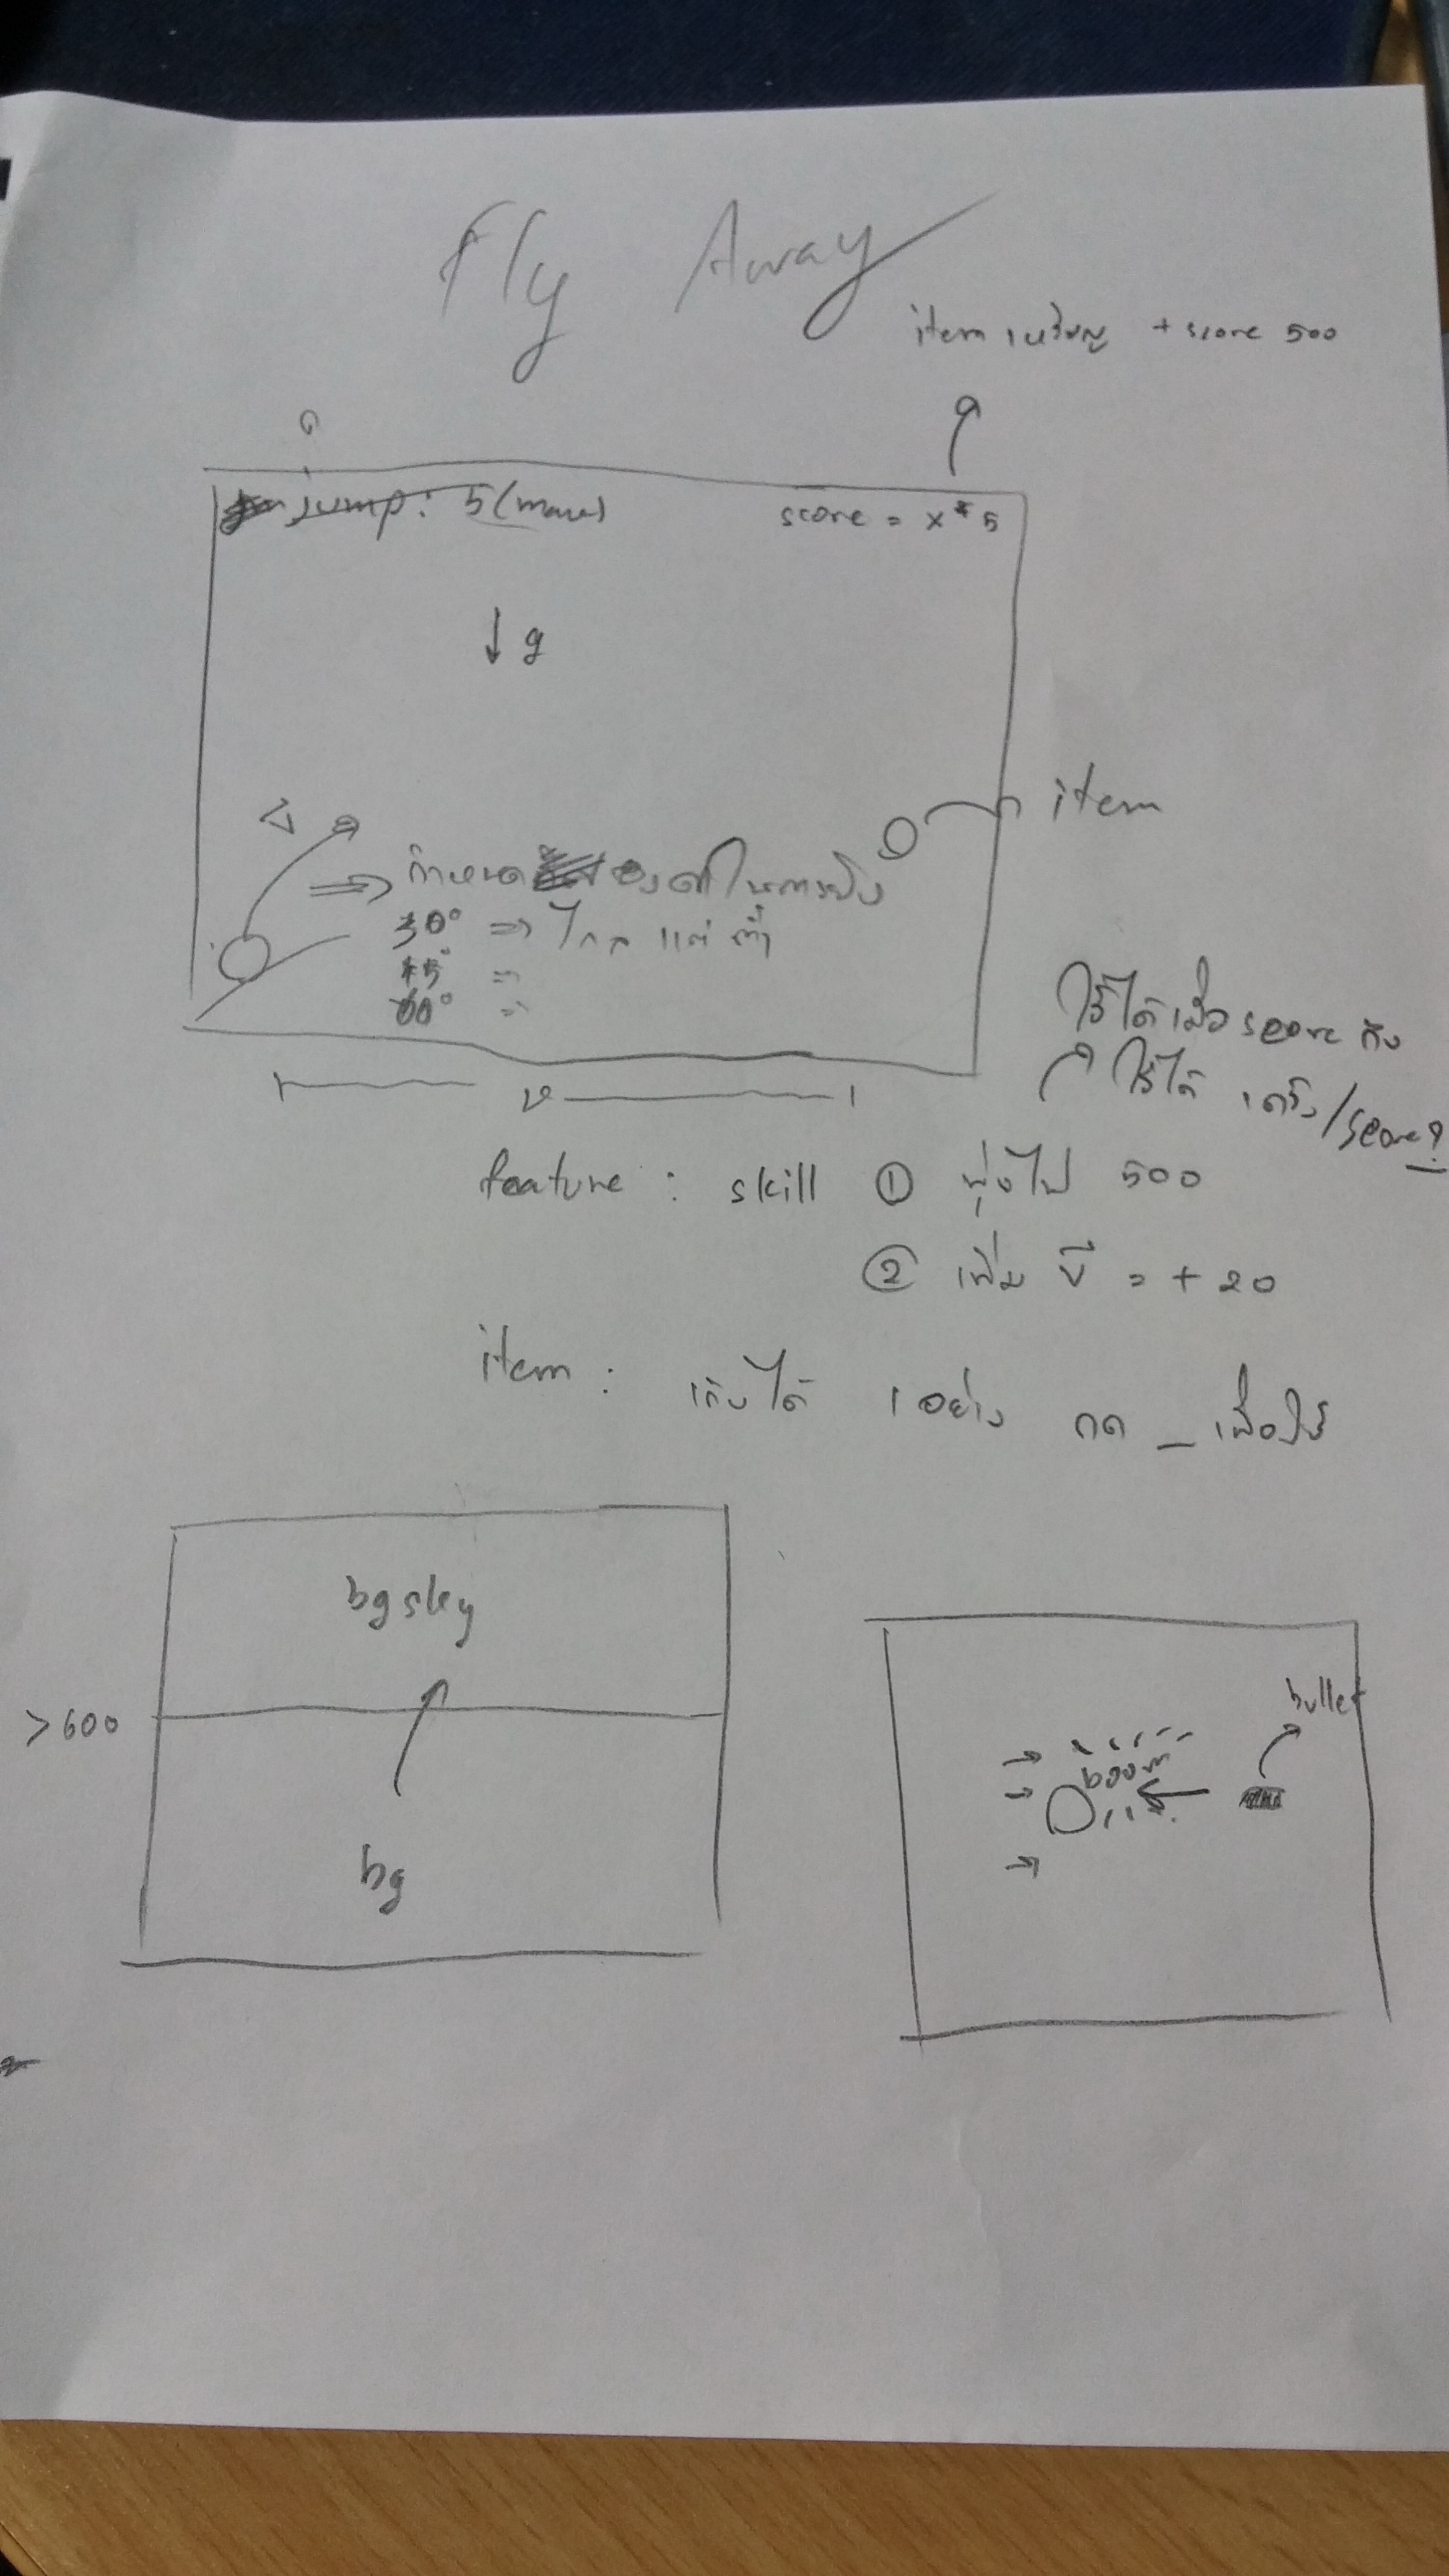 Fly Away
item เหรียญ + score 500
jump: 5 (max)
score = x * 5
↓ g
item
⇒ กำหนด องศาในการยิง
30° ⇒ ไกล แต่ ต่ำ
45° ⇒
60° ⇒
ใช้ได้เมื่อ score ถึง
ใช้ได้ 1 ครั้ง/score?
feature : skill ① พุ่งไป 500
② เพิ่ม = + 20
item : เก็บได้ 1 อย่าง กด _ เพื่อใช้
bg sky
>600
bg
bullet
boom